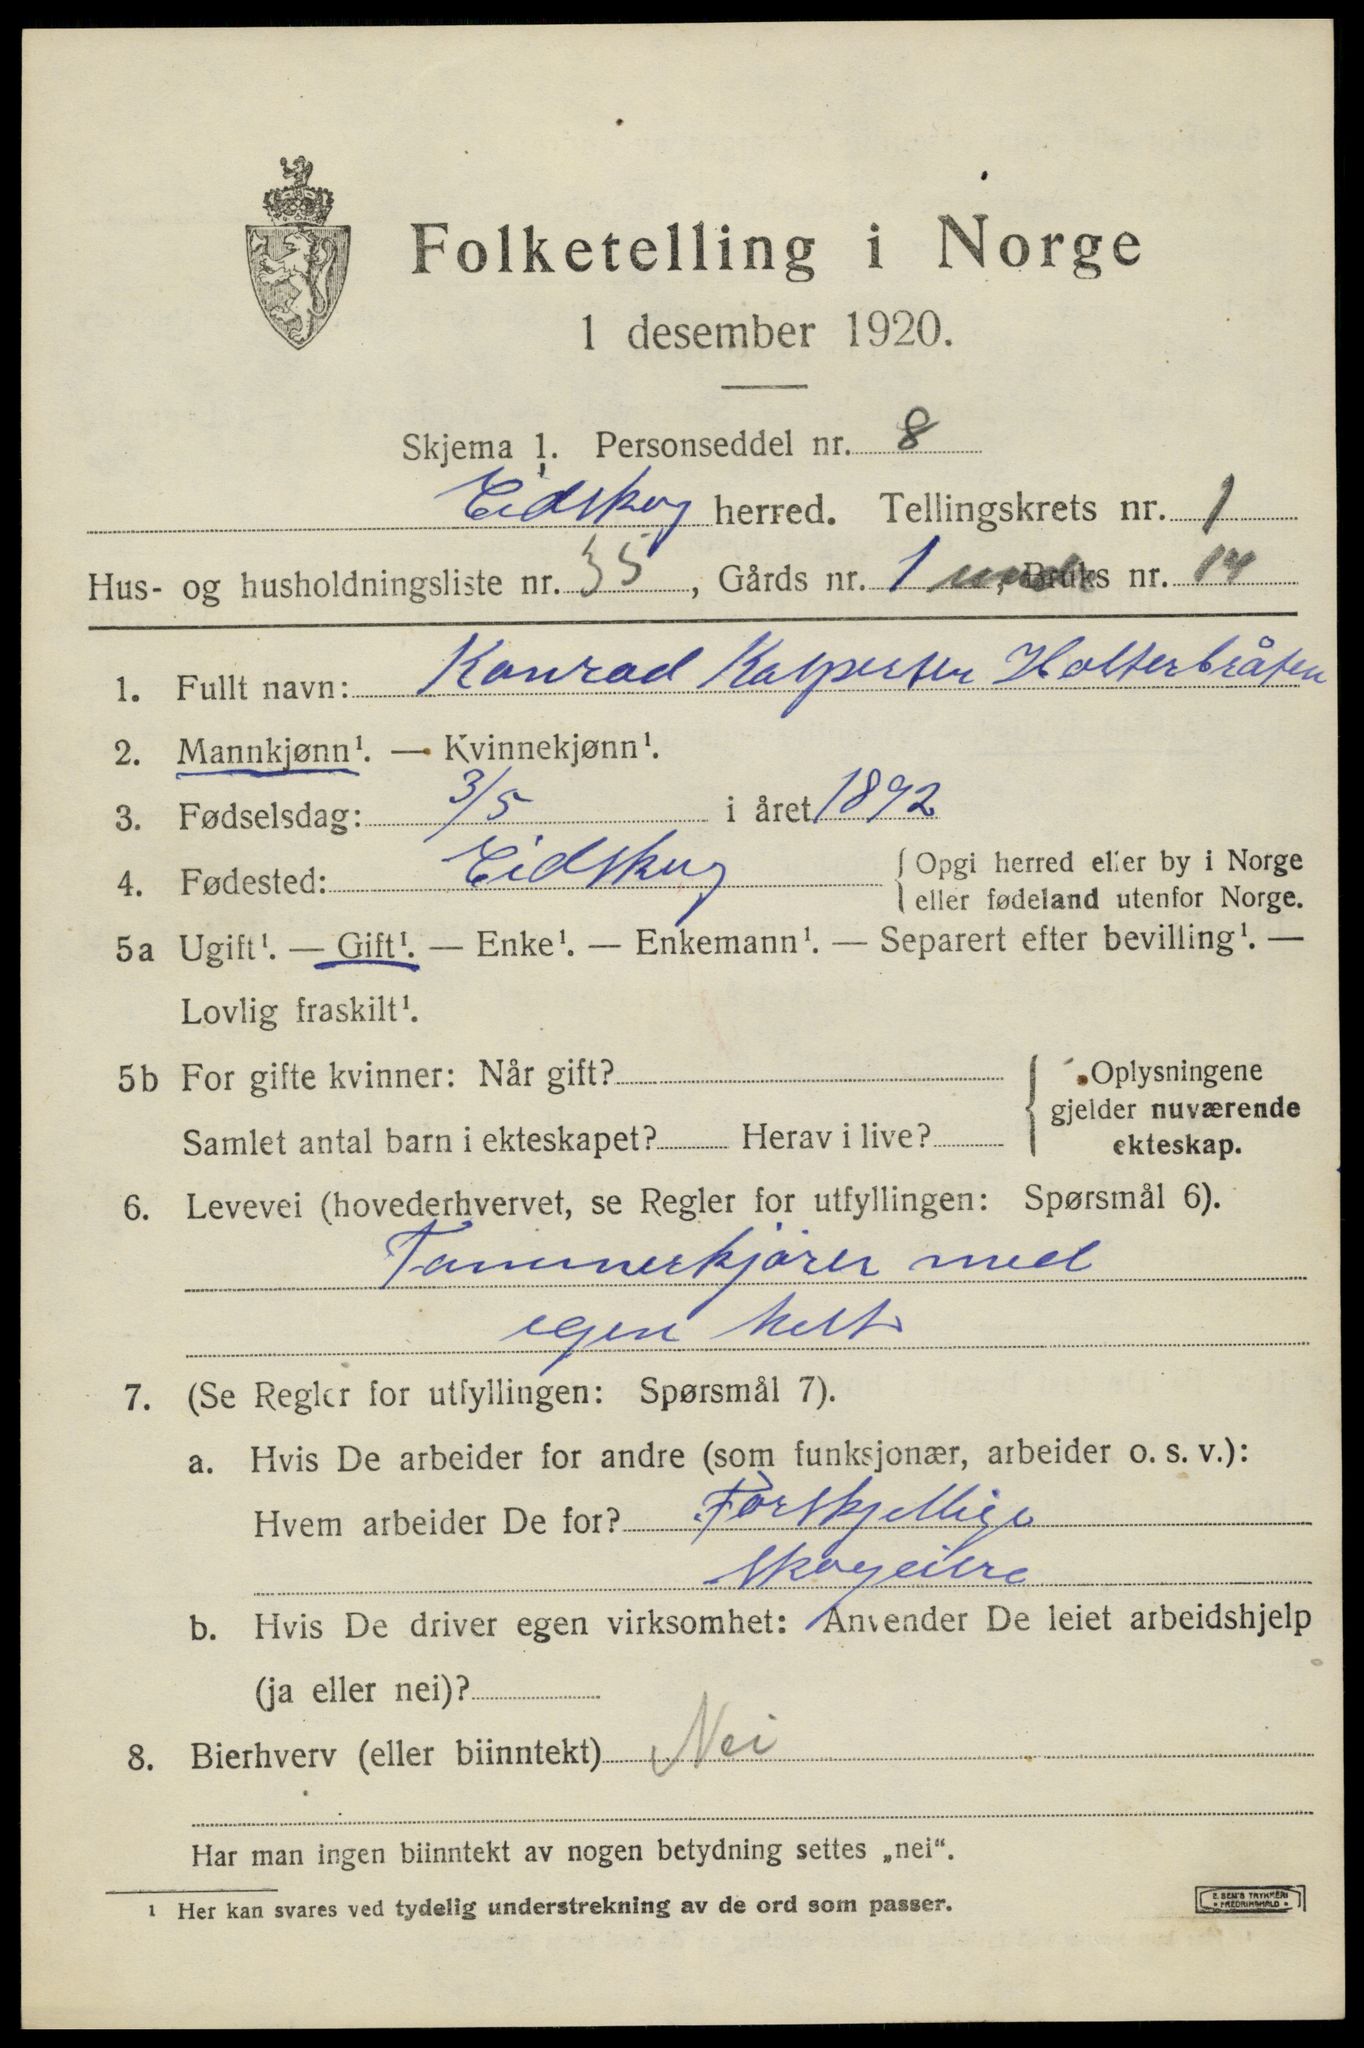 Folketelling i Norge
1 desember 1920.
Skjema 1. Personseddel nr. 8
Eidskog herred. Tellingskrets nr. 1
Hus- og husholdningsliste nr. 35, Gårds nr. 1, Bruks nr. 14
1. Fullt navn: Konrad Kaspersen Holterbråten
2. Mannkjønn¹. — Kvinnekjønn¹.
3. Fødselsdag: 3/5 i året 1892
4. Fødested: Eidskog { Opgi herred eller by i Norge
eller fødeland utenfor Norge.
5a Ugift¹. — Gift¹. — Enke¹. — Enkemann¹. — Separert efter bevilling¹. —
Lovlig fraskilt¹.
5b For gifte kvinner: Når gift?
Samlet antal barn i ekteskapet? Herav i live?
Oplysningene
gjelder nuværende
ekteskap.
6. Levevei (hovederhvervet, se Regler for utfyllingen: Spørsmål 6).
Tømmerkjører med
egen hest
7. (Se Regler for utfyllingen: Spørsmål 7).
a. Hvis De arbeider for andre (som funksjonær, arbeider o. s. v.):
Hvem arbeider De for? Forskjellige
skogeiere
b. Hvis De driver egen virksomhet: Anvender De leiet arbeidshjelp
(ja eller nei)?
8. Bierhverv (eller biinntekt) Nei
Har man ingen biinntekt av nogen betydning settes „nei“.
¹ Her kan svares ved tydelig understrekning av de ord som passer.
E. SEM'S TRYKKERI
FREDRIKSHALD